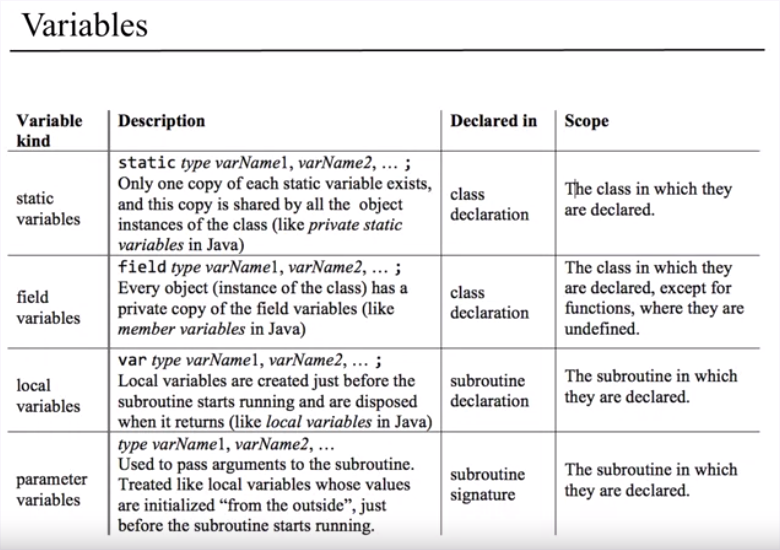 Variables
Variable kind
Description
Declared in
Scope
static variables
static type varName1, varName2, ... ;
Only one copy of each static variable exists,
and this copy is shared by all the object
instances of the class (like private static
variables in Java)
class declaration
The class in which they
are declared.
field variables
field type varName1, varName2, ... ;
Every object (instance of the class) has a
private copy of the field variables (like
member variables in Java)
class declaration
The class in which they
are declared, except for
functions, where they are
undefined.
local variables
var type varName1, varName2, ... ;
Local variables are created just before the
subroutine starts running and are disposed
when it returns (like local variables in Java)
subroutine declaration
The subroutine in which
they are declared.
parameter variables
type varName1, varName2, ...
Used to pass arguments to the subroutine.
Treated like local variables whose values
are initialized “from the outside”, just
before the subroutine starts running.
subroutine signature
The subroutine in which
they are declared.